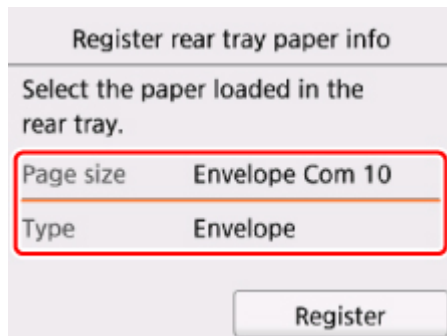 Register rear tray paper info
Select the paper loaded in the
rear tray.
Page size Envelope Com 10
Type Envelope
Register